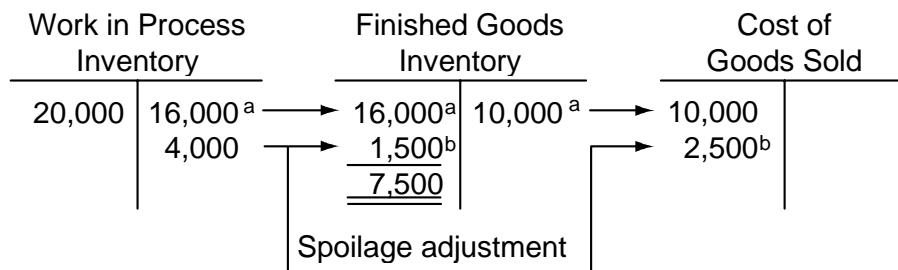 Work in Process Finished Goods Cost of
Inventory Inventory Goods Sold
20,000 16,000ᵃ 16,000ᵃ 10,000ᵃ 10,000
4,000 1,500ᵇ 2,500ᵇ
7,500
Spoilage adjustment